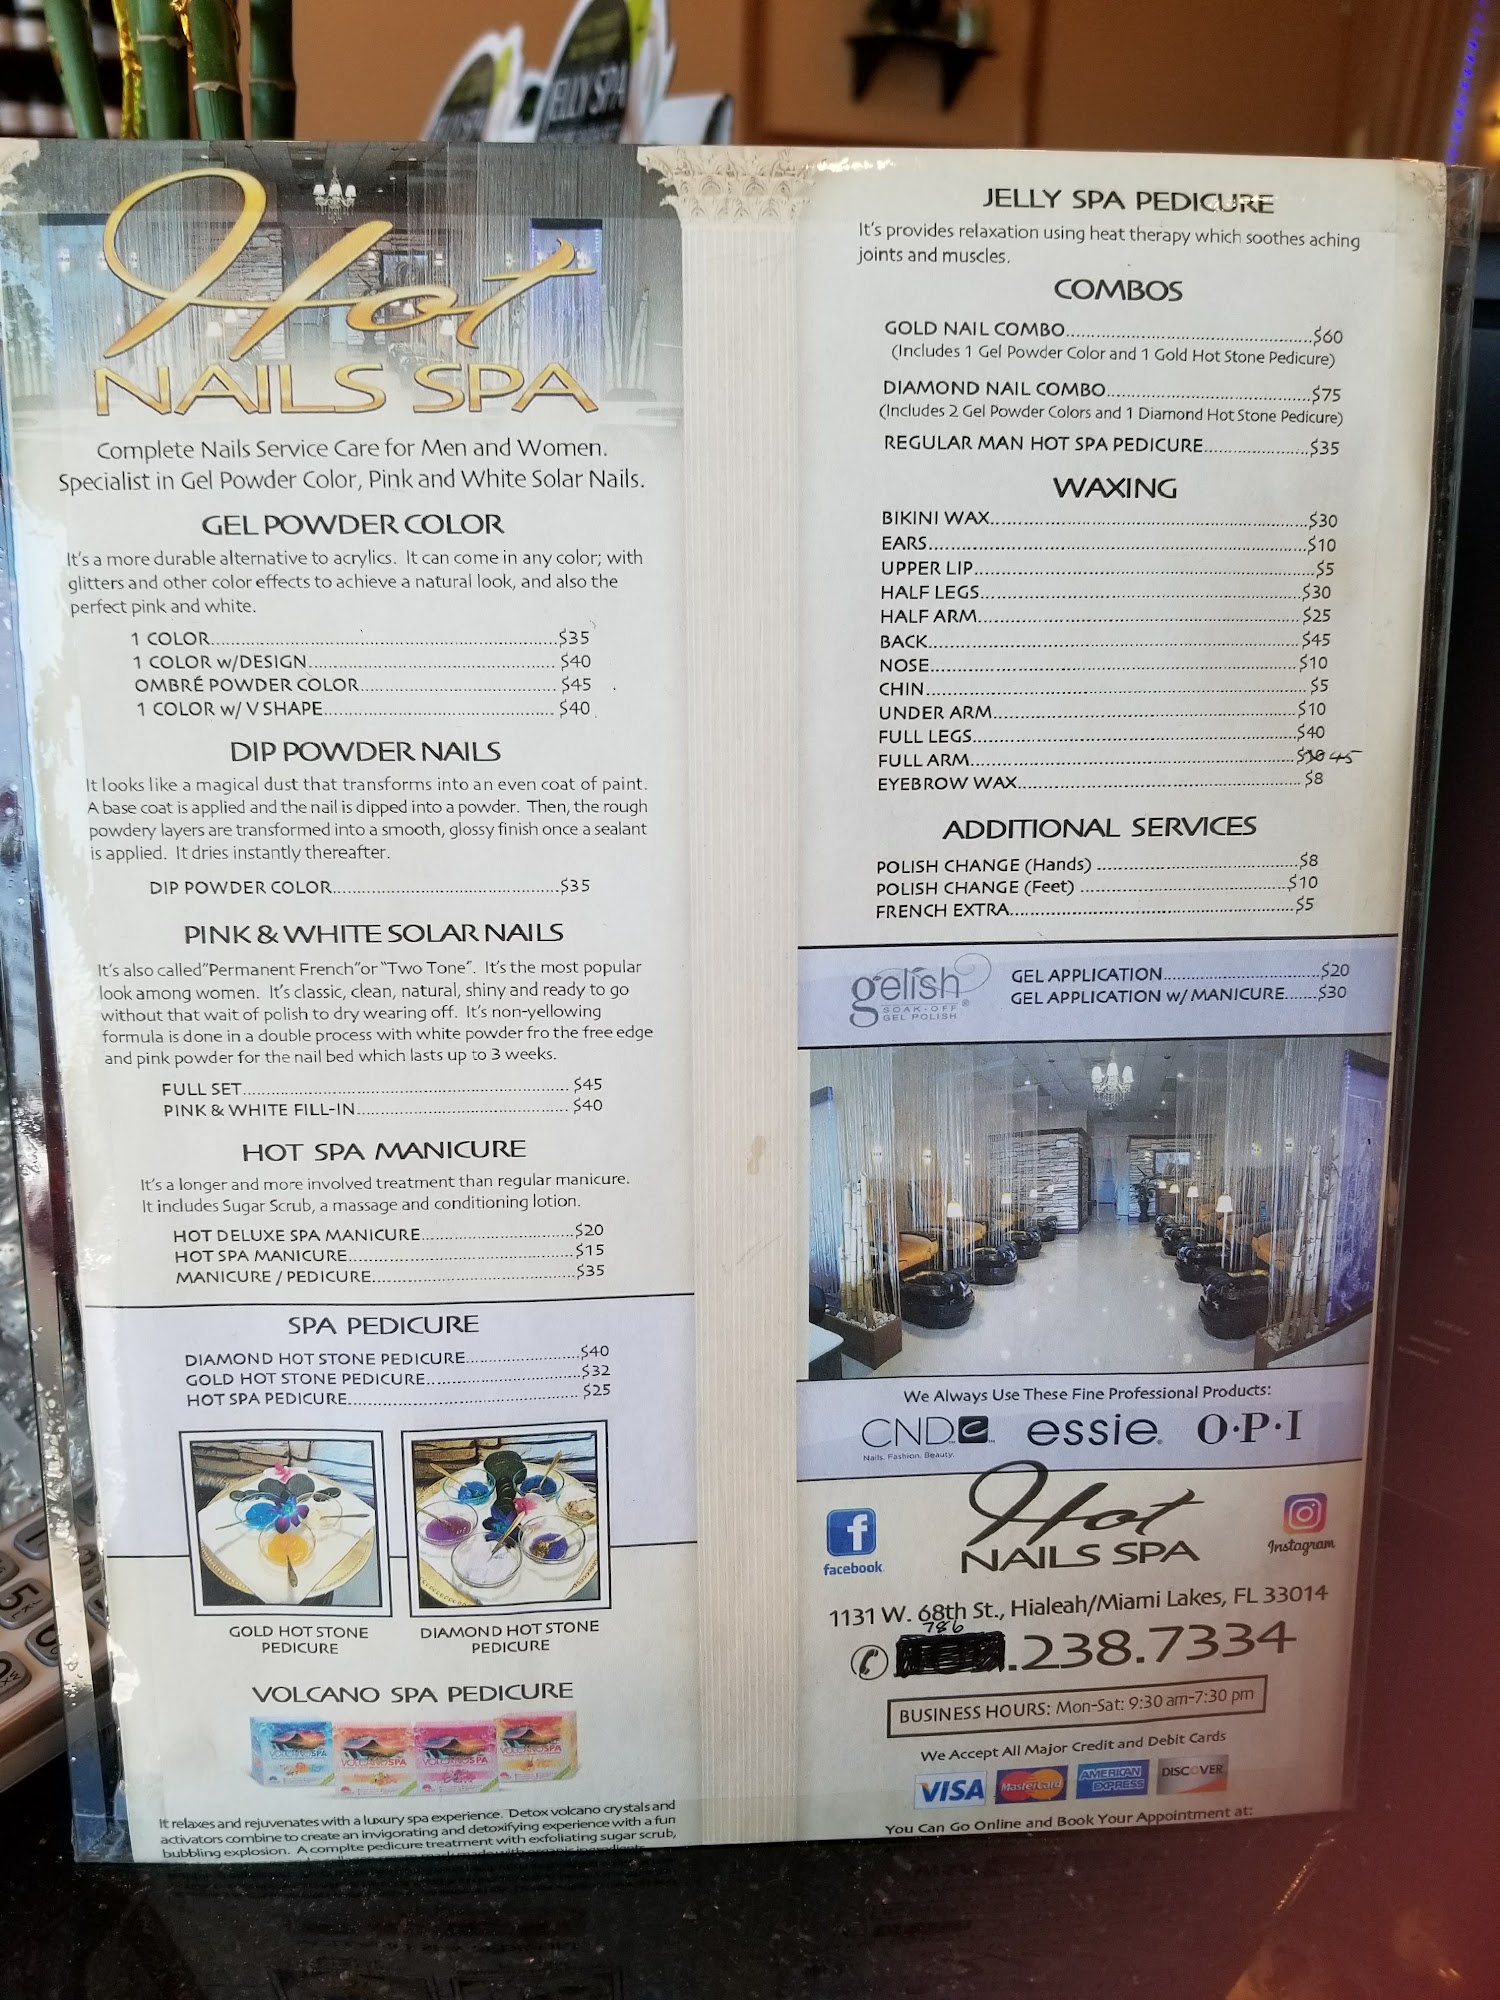 JELLY SPA
Hot
NAILS SPA
Complete Nails Service Care for Men and Women.
Specialist in Gel Powder Color, Pink and White Solar Nails.
GEL POWDER COLOR
It's a more durable alternative to acrylics. It can come in any color; with
glitters and other color effects to achieve a natural look, and also the
perfect pink and white.
1 COLOR...$35
1 COLOR w/DESIGN...$40
OMBRÉ POWDER COLOR...$45
1 COLOR w/ V SHAPE...$40
DIP POWDER NAILS
It looks like a magical dust that transforms into an even coat of paint.
A base coat is applied and the nail is dipped into a powder. Then, the rough
powdery layers are transformed into a smooth, glossy finish once a sealant
is applied. It dries instantly thereafter.
DIP POWDER COLOR...$35
PINK & WHITE SOLAR NAILS
It's also called "Permanent French" or "Two Tone". It's the most popular
look among women. It's classic, clean, natural, shiny and ready to go
without that wait of polish to dry wearing off. It's non-yellowing
formula is done in a double process with white powder fro the free edge
and pink powder for the nail bed which lasts up to 3 weeks.
FULL SET...$45
PINK & WHITE FILL-IN...$40
HOT SPA MANICURE
It's a longer and more involved treatment than regular manicure.
It includes Sugar Scrub, a massage and conditioning lotion.
HOT DELUXE SPA MANICURE...$20
HOT SPA MANICURE...$15
MANICURE / PEDICURE...$35
SPA PEDICURE
DIAMOND HOT STONE PEDICURE...$40
GOLD HOT STONE PEDICURE...$32
HOT SPA PEDICURE...$25
GOLD HOT STONE
PEDICURE
DIAMOND HOT STONE
PEDICURE
VOLCANO SPA PEDICURE
VOLCANO SPA
VOLCANO SPA
VOLCANO SPA
VOLCANO SPA
It relaxes and rejuvenates with a luxury spa experience. Detox volcano crystals and
activators combine to create an invigorating and detoxifying experience with a fun
bubbling explosion. A complte pedicure treatment with exfoliating sugar scrub,
JELLY SPA PEDICURE
It's provides relaxation using heat therapy which soothes aching
joints and muscles.
COMBOS
GOLD NAIL COMBO...$60
(Includes 1 Gel Powder Color and 1 Gold Hot Stone Pedicure)
DIAMOND NAIL COMBO...$75
(Includes 2 Gel Powder Colors and 1 Diamond Hot Stone Pedicure)
REGULAR MAN HOT SPA PEDICURE...$35
WAXING
BIKINI WAX...$30
EARS...$10
UPPER LIP...$5
HALF LEGS...$30
HALF ARM...$25
BACK...$45
NOSE...$10
CHIN...$5
UNDER ARM...$10
FULL LEGS...$40
FULL ARM...45
EYEBROW WAX...$8
ADDITIONAL SERVICES
POLISH CHANGE (Hands)...$8
POLISH CHANGE (Feet)...$10
FRENCH EXTRA...$5
gelish®
SOAK-OFF
GEL POLISH
GEL APPLICATION...$20
GEL APPLICATION w/ MANICURE...$30
We Always Use These Fine Professional Products:
CND essie. O·P·I
Nails. Fashion. Beauty.
Hot
NAILS SPA
facebook
Instagram
1131 W. 68th St., Hialeah/Miami Lakes, FL 33014
786
.238.7334
BUSINESS HOURS: Mon-Sat: 9:30 am-7:30 pm
We Accept All Major Credit and Debit Cards
VISA MasterCard AMERICAN EXPRESS DISCOVER
You Can Go Online and Book Your Appointment at: